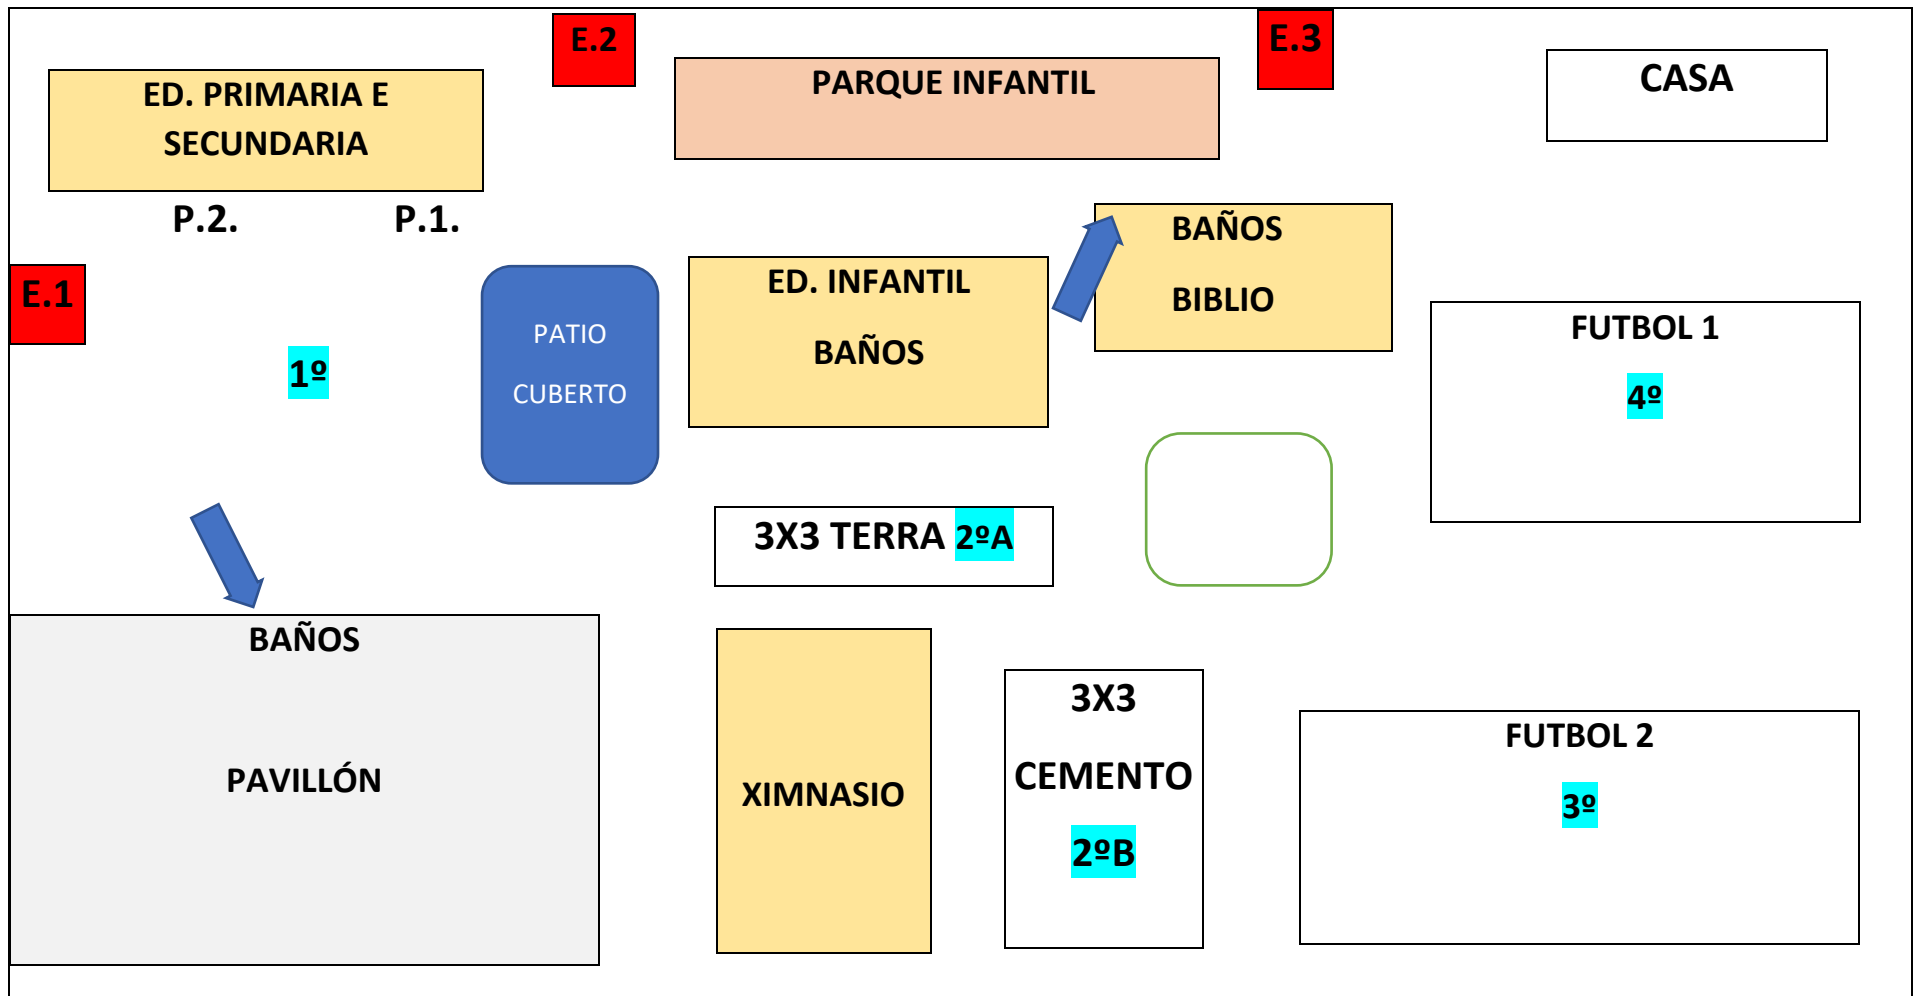 E.2
E.3
ED. PRIMARIA E
SECUNDARIA
PARQUE INFANTIL
CASA
P.2. P.1.
BAÑOS
BIBLIO
E.1
ED. INFANTIL
BAÑOS
PATIO
CUBERTO
FUTBOL 1
4º
1º
3X3 TERRA 2ºA
BAÑOS
PAVILLÓN
XIMNASIO
3X3
CEMENTO
2ºB
FUTBOL 2
3º